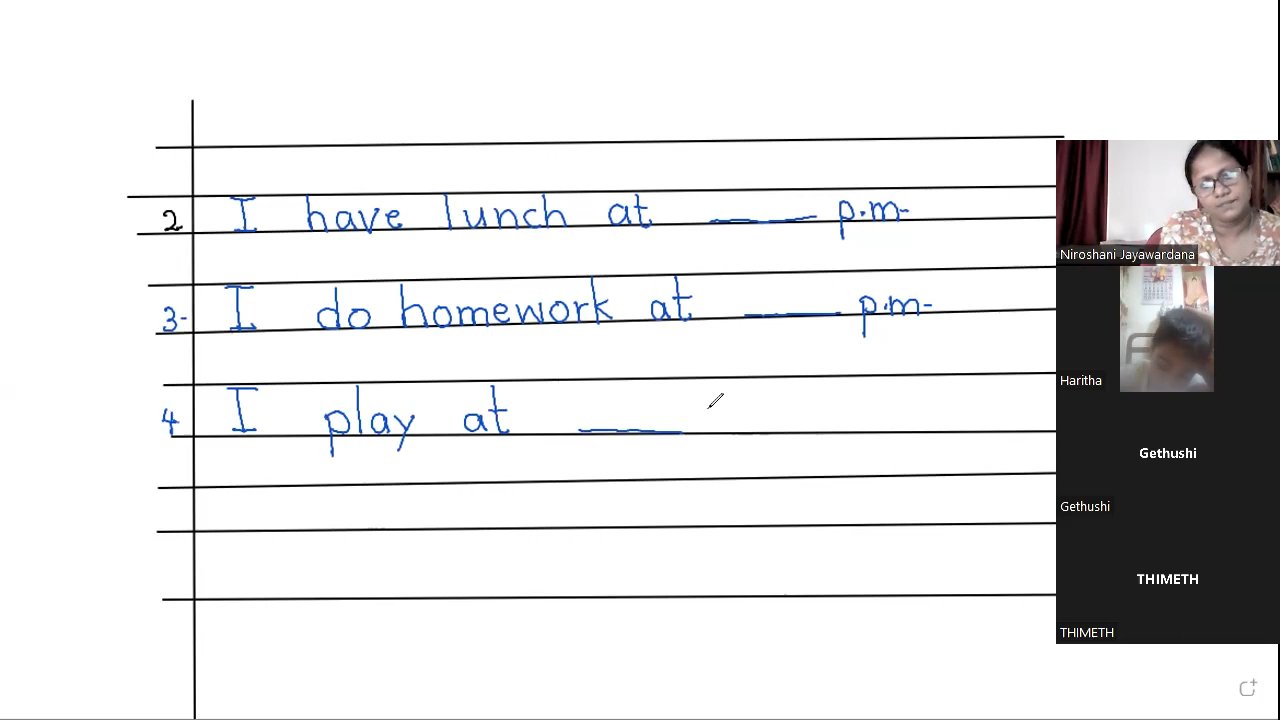 2 I have lunch at ____ p.m.
3. I do homework at ____ p.m.
4 I play at ____
Niroshani Jayawardana
Haritha
Gethushi
Gethushi
THIMETH
THIMETH